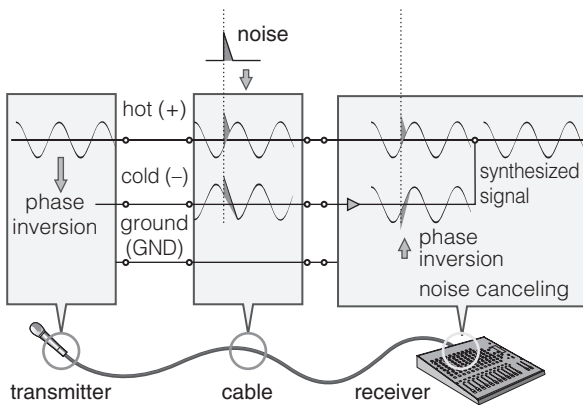 noise
hot (+)
cold (–)
phase
inversion
ground
(GND)
synthesized
signal
phase
inversion
noise canceling
transmitter
cable
receiver